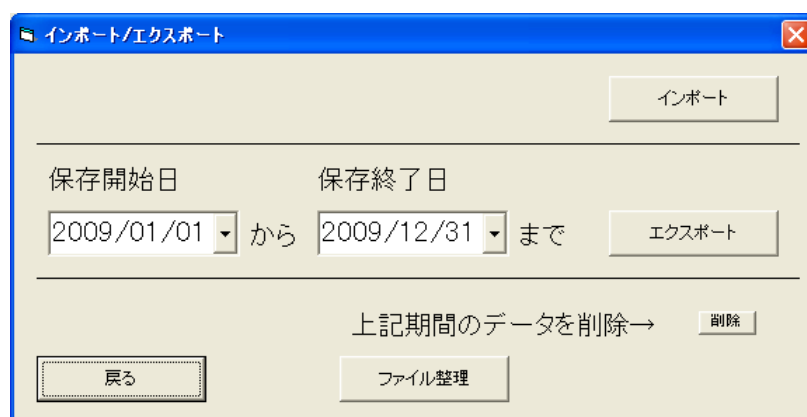 インポート/エクスポート
インポート
保存開始日 保存終了日
2009/01/01 から 2009/12/31 まで エクスポート
上記期間のデータを削除→ 削除
戻る ファイル整理